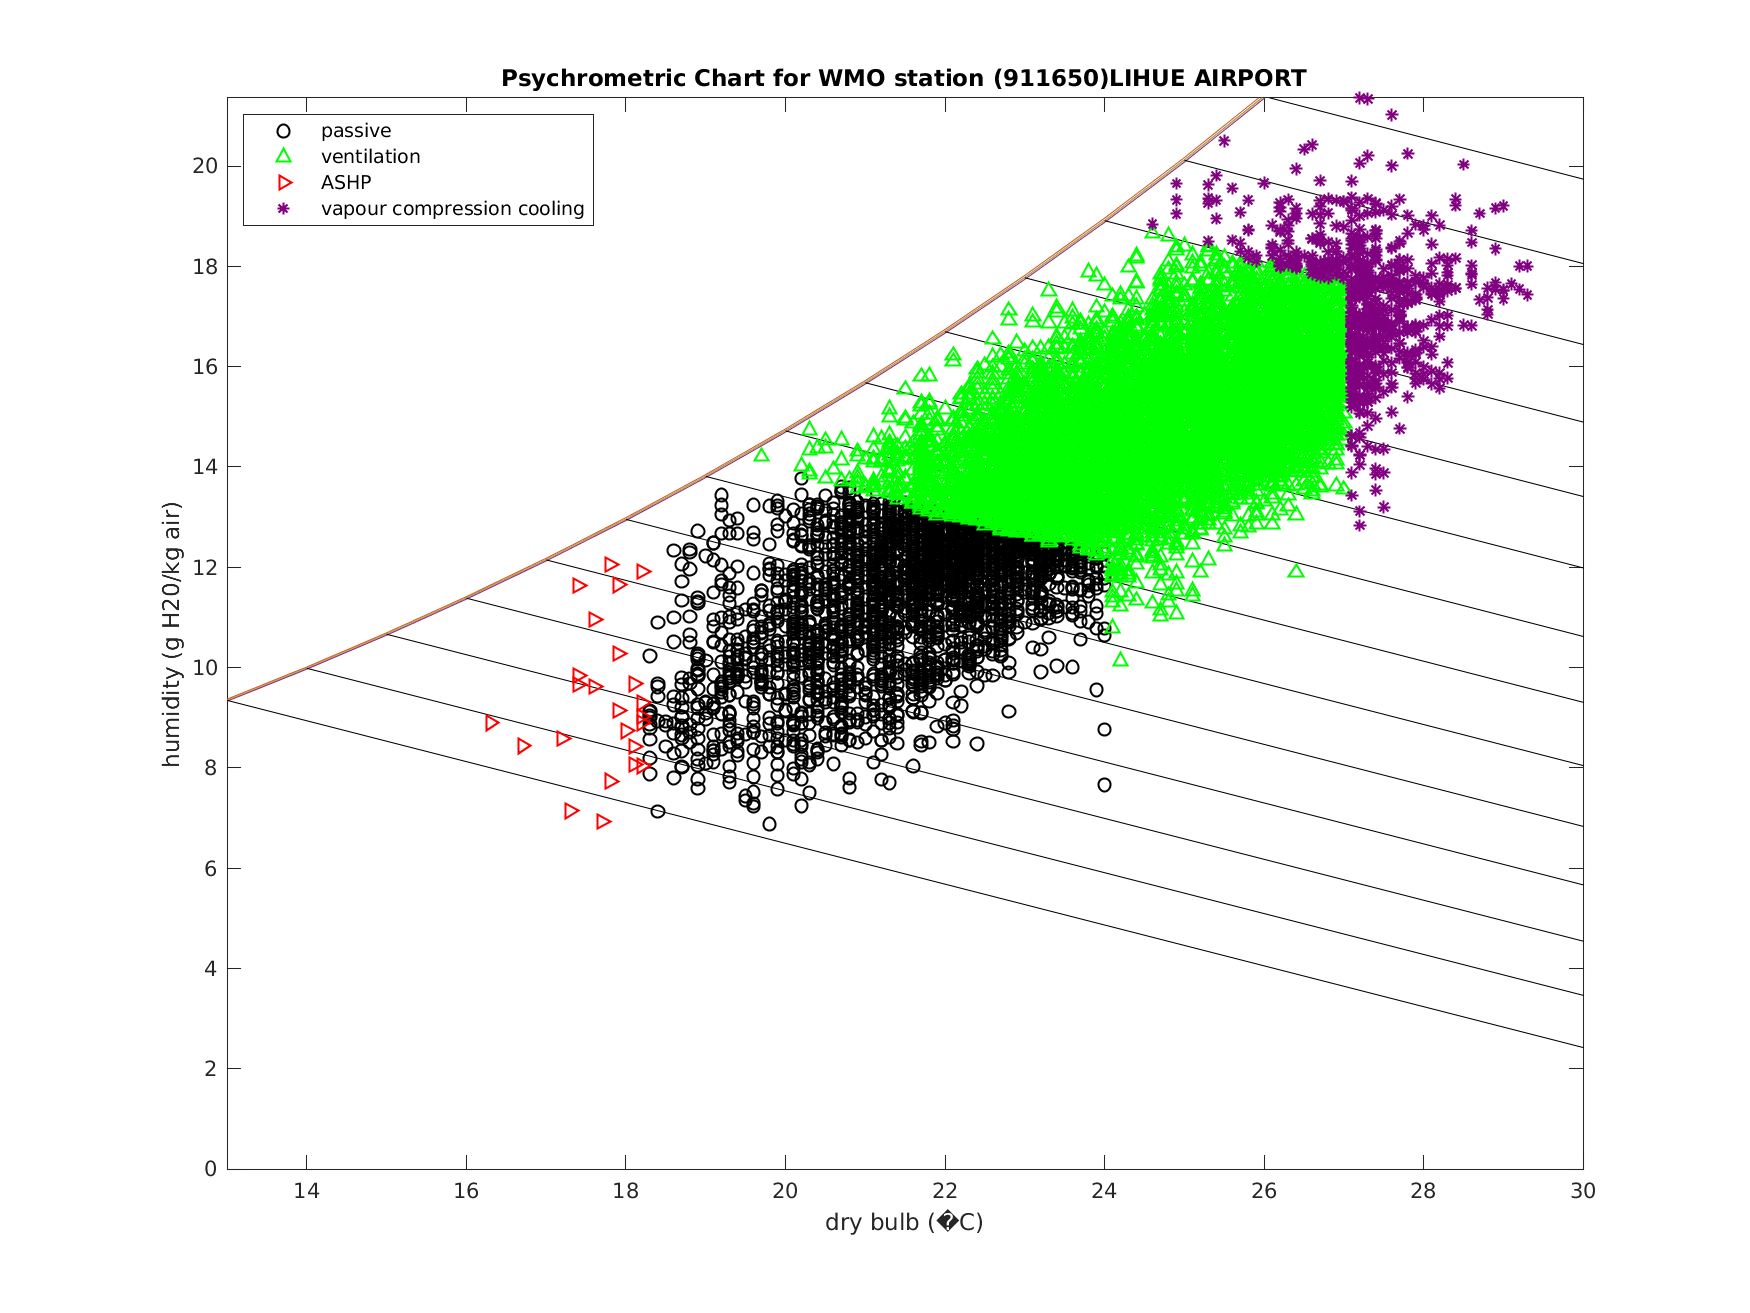 Psychrometric Chart for WMO station (911650)LIHUE AIRPORT
passive
ventilation
ASHP
vapour compression cooling
humidity (g H20/kg air)
20
18
16
14
12
10
8
6
4
2
0
14 16 18 20 22 24 26 28 30
dry bulb (�C)